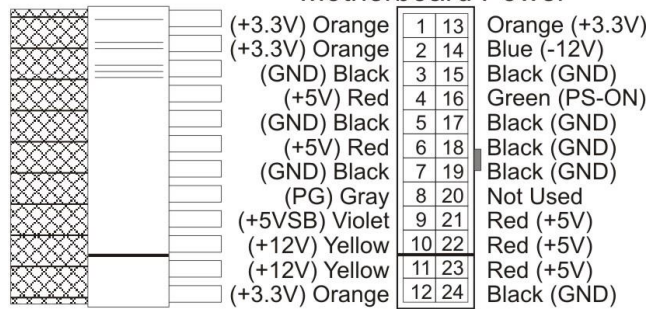 (+3.3V) Orange 1 13 Orange (+3.3V)
(+3.3V) Orange 2 14 Blue (-12V)
(GND) Black 3 15 Black (GND)
(+5V) Red 4 16 Green (PS-ON)
(GND) Black 5 17 Black (GND)
(+5V) Red 6 18 Black (GND)
(GND) Black 7 19 Black (GND)
(PG) Gray 8 20 Not Used
(+5VSB) Violet 9 21 Red (+5V)
(+12V) Yellow 10 22 Red (+5V)
(+12V) Yellow 11 23 Red (+5V)
(+3.3V) Orange 12 24 Black (GND)